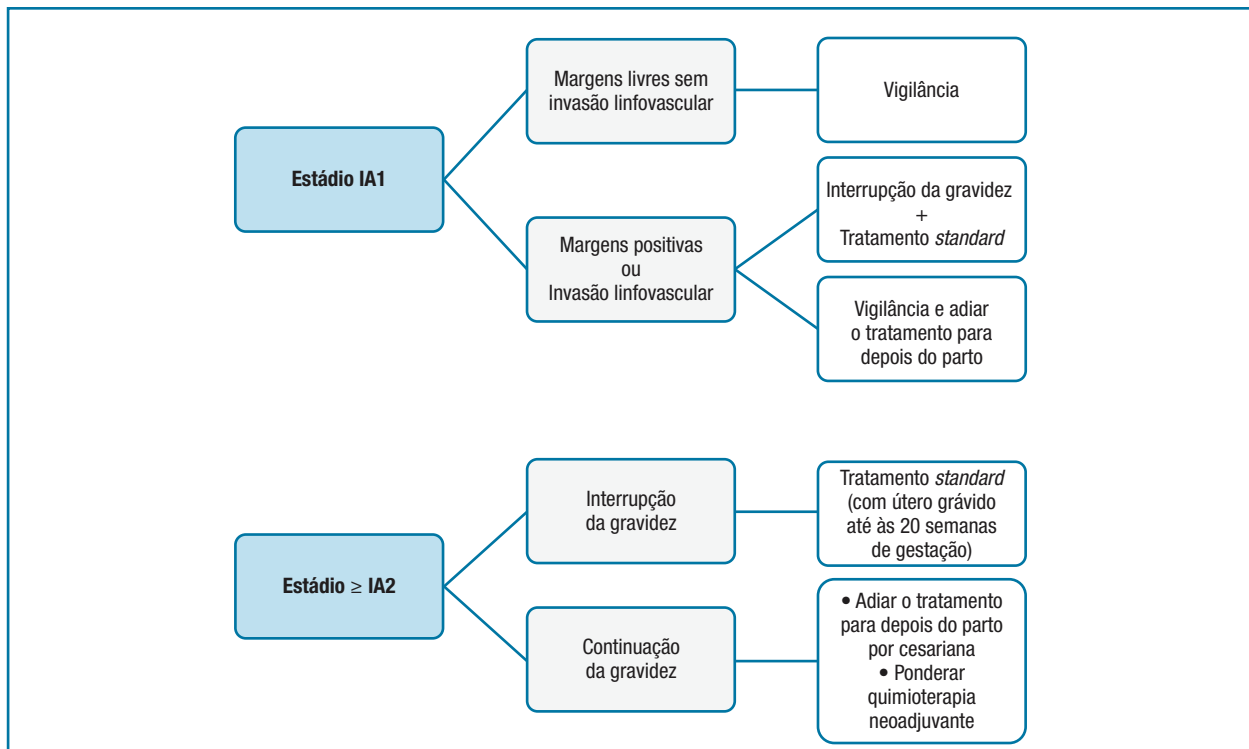 Estádio IA1
Margens livres sem
invasão linfovascular
Vigilância
Margens positivas
ou
Invasão linfovascular
Interrupção da gravidez
+
Tratamento standard
Vigilância e adiar
o tratamento para
depois do parto
Estádio ≥ IA2
Interrupção
da gravidez
Tratamento standard
(com útero grávido
até às 20 semanas
de gestação)
Continuação
da gravidez
• Adiar o tratamento
para depois do parto
por cesariana
• Ponderar
quimioterapia
neoadjuvante